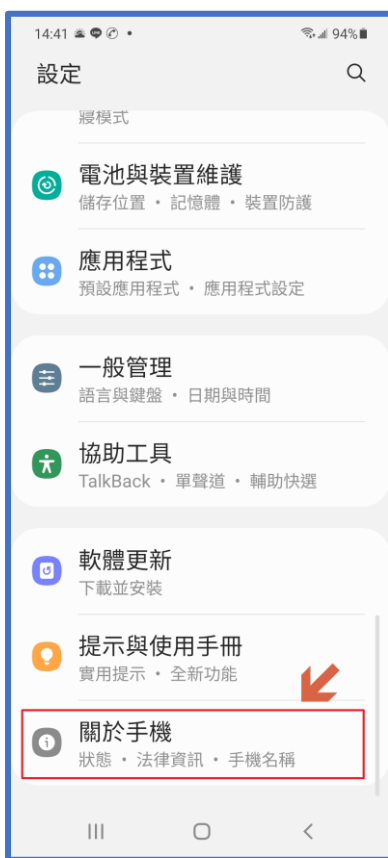 14:41 94%
設定
寢模式
電池與裝置維護
儲存位置 • 記憶體 • 裝置防護
應用程式
預設應用程式 • 應用程式設定
一般管理
語言與鍵盤 • 日期與時間
協助工具
TalkBack • 單聲道 • 輔助快選
軟體更新
下載並安裝
提示與使用手冊
實用提示 • 全新功能
關於手機
狀態 • 法律資訊 • 手機名稱